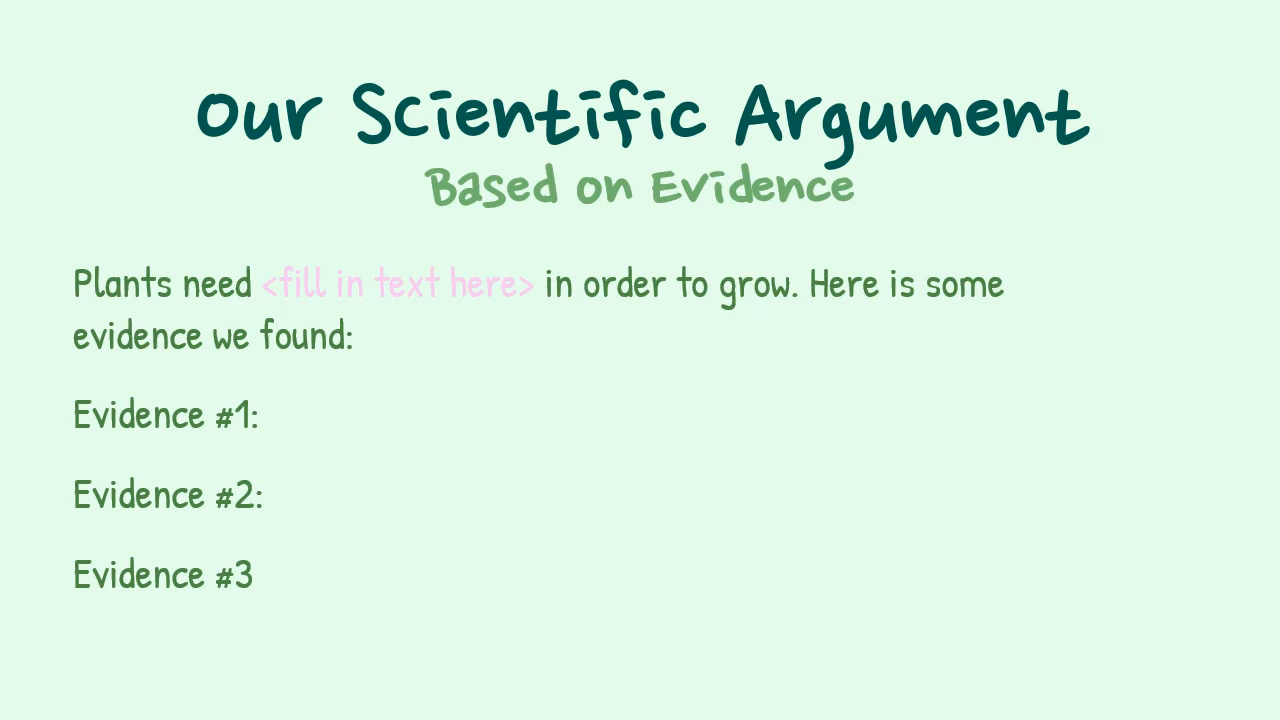 Our Scientific Argument
Based on Evidence
Plants need <fill in text here> in order to grow. Here is some
evidence we found:
Evidence #1:
Evidence #2:
Evidence #3